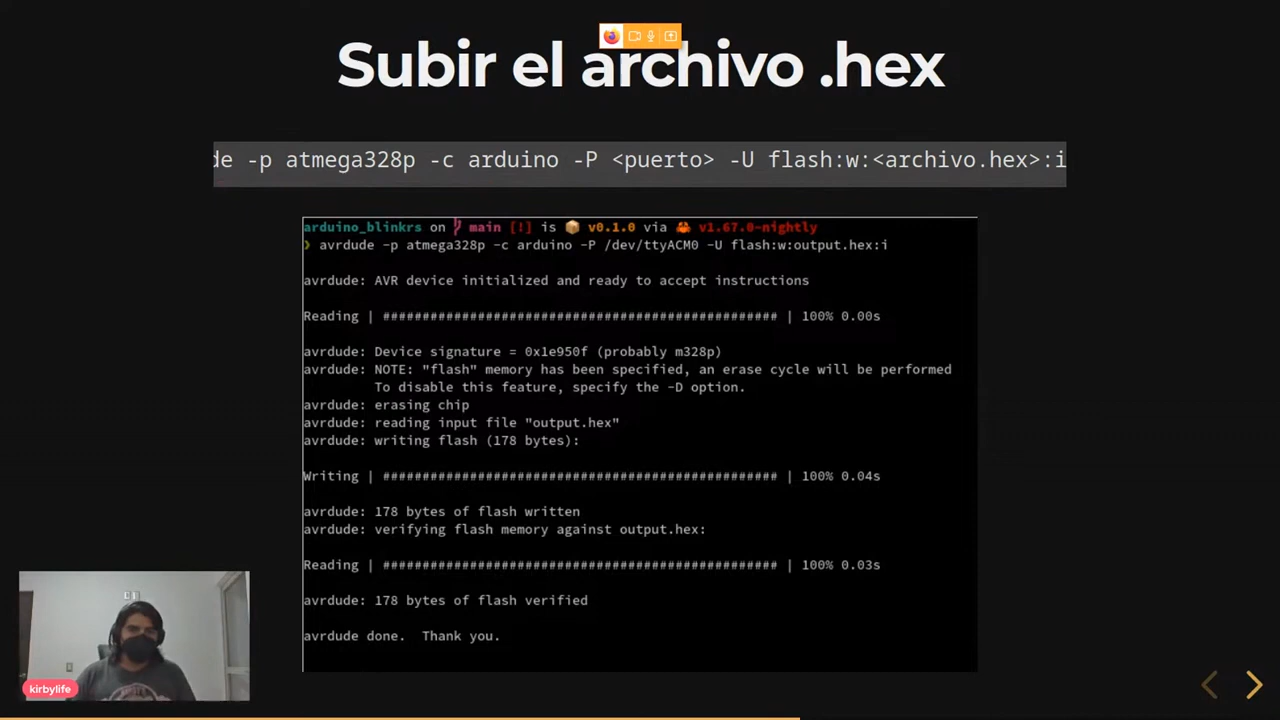 Subir el archivo .hex
de -p atmega328p -c arduino -P <puerto> -U flash:w:<archivo.hex>:i
arduino_blinkrs on main [!] is 📦 v0.1.0 via 🦀 v1.67.0-nightly
❯ avrdude -p atmega328p -c arduino -P /dev/ttyACM0 -U flash:w:output.hex:i
avrdude: AVR device initialized and ready to accept instructions
Reading | ################################################## | 100% 0.00s
avrdude: Device signature = 0x1e950f (probably m328p)
avrdude: NOTE: "flash" memory has been specified, an erase cycle will be performed
To disable this feature, specify the -D option.
avrdude: erasing chip
avrdude: reading input file "output.hex"
avrdude: writing flash (178 bytes):
Writing | ################################################## | 100% 0.04s
avrdude: 178 bytes of flash written
avrdude: verifying flash memory against output.hex:
Reading | ################################################## | 100% 0.03s
avrdude: 178 bytes of flash verified
avrdude done.  Thank you.
kirbylife